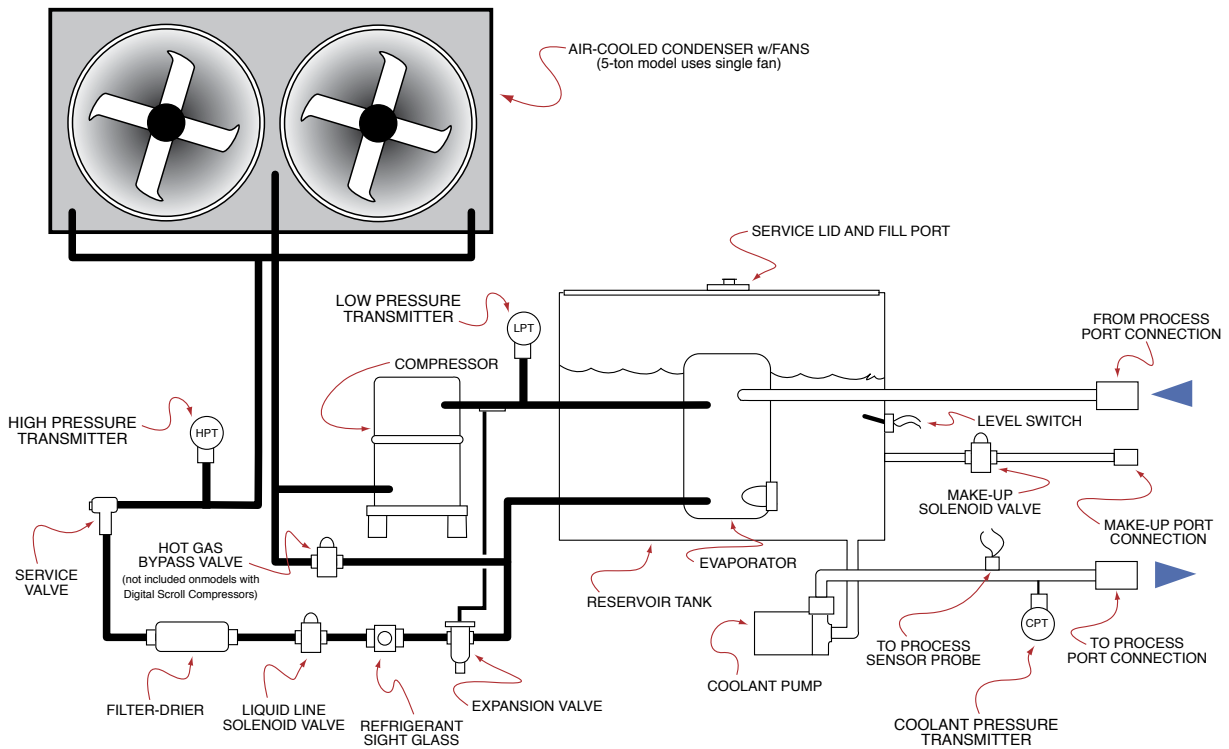 AIR-COOLED CONDENSER w/FANS
(5-ton model uses single fan)
SERVICE LID AND FILL PORT
LOW PRESSURE
TRANSMITTER
LPT
FROM PROCESS
PORT CONNECTION
COMPRESSOR
HIGH PRESSURE
TRANSMITTER
HPT
LEVEL SWITCH
MAKE-UP
SOLENOID VALVE
MAKE-UP PORT
CONNECTION
SERVICE
VALVE
HOT GAS
BYPASS VALVE
(not included onmodels with
Digital Scroll Compressors)
EVAPORATOR
RESERVOIR TANK
CPT
TO PROCESS
SENSOR PROBE
TO PROCESS
PORT CONNECTION
COOLANT PUMP
FILTER-DRIER
LIQUID LINE
SOLENOID VALVE
REFRIGERANT
SIGHT GLASS
EXPANSION VALVE
COOLANT PRESSURE
TRANSMITTER